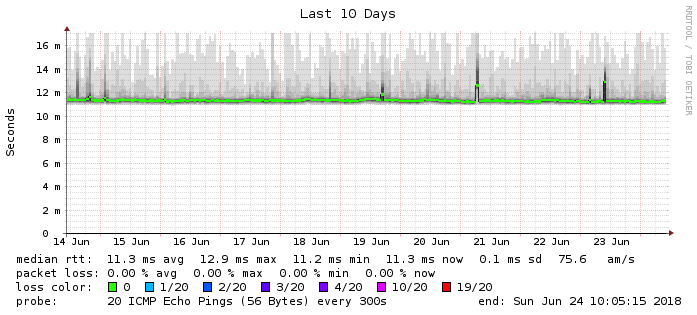 Last 10 Days
RRDTOOL / TOBI OETIKER
Seconds
16 m
14 m
12 m
10 m
8 m
6 m
4 m
2 m
0
14 Jun 15 Jun 16 Jun 17 Jun 18 Jun 19 Jun 20 Jun 21 Jun 22 Jun 23 Jun
median rtt: 11.3 ms avg 12.9 ms max 11.2 ms min 11.3 ms now 0.1 ms sd 75.6 am/s
packet loss: 0.00 % avg 0.00 % max 0.00 % min 0.00 % now
loss color: 0 1/20 2/20 3/20 4/20 10/20 19/20
probe: 20 ICMP Echo Pings (56 Bytes) every 300s end: Sun Jun 24 10:05:15 2018